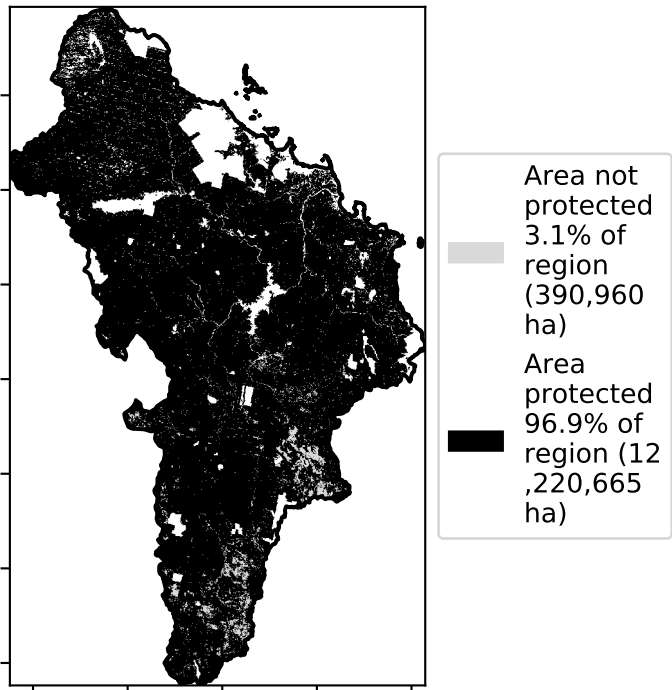 Area not
protected
3.1% of
region
(390,960
ha)
Area
protected
96.9% of
region (12
,220,665
ha)